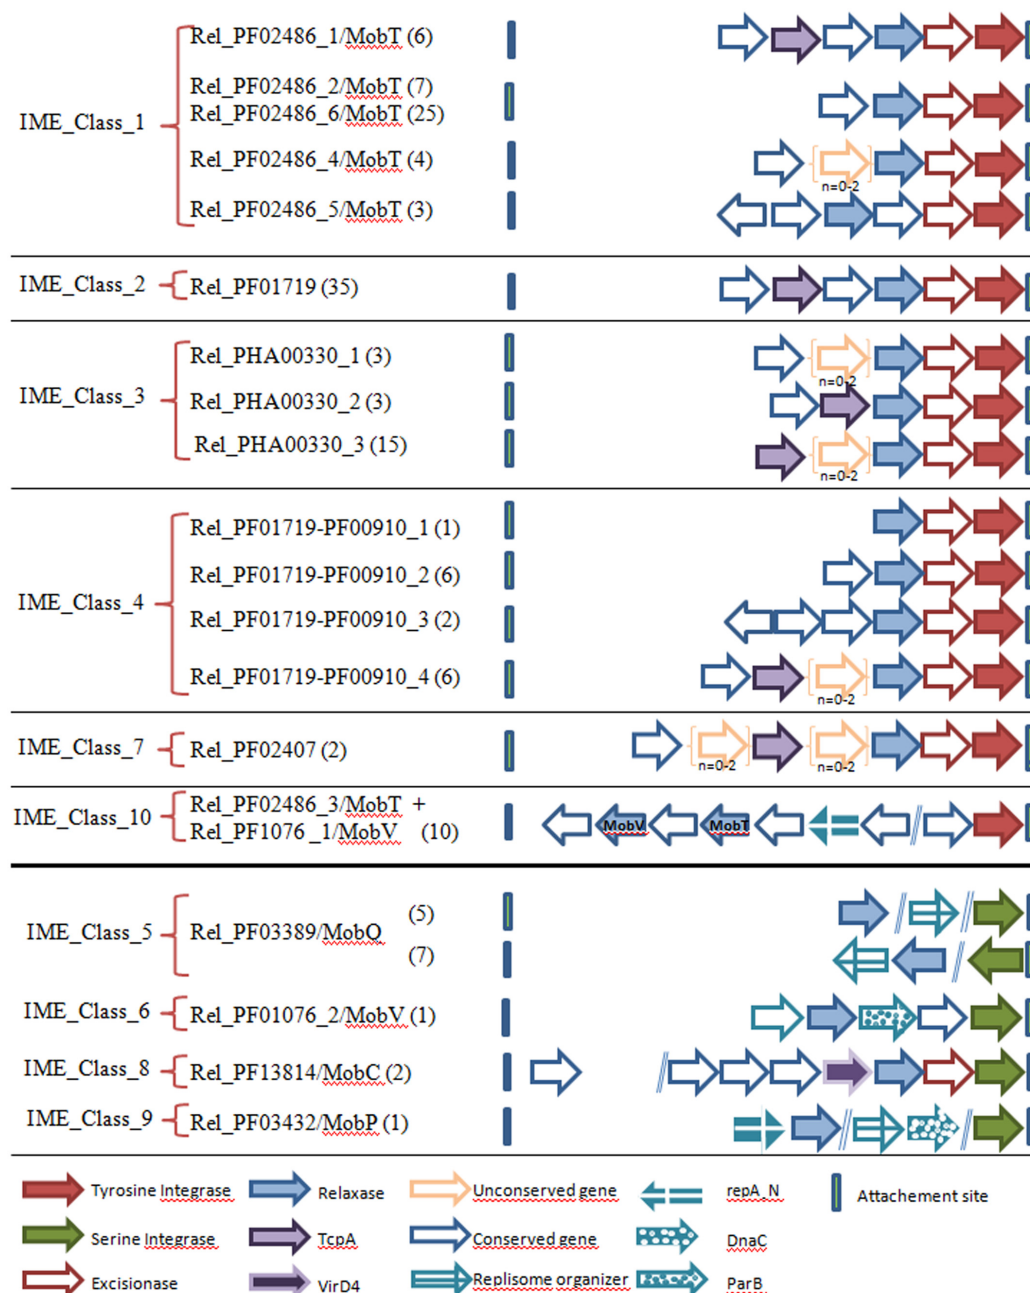 Rel_PF02486_1/MobT (6)
Rel_PF02486_2/MobT (7)
IME_Class_1
Rel_PF02486_6/MobT (25)
Rel_PF02486_4/MobT (4)
n=0-2
Rel_PF02486_5/MobT (3)
IME_Class_2
Rel_PF01719 (35)
Rel_PHA00330_1 (3)
n=0-2
IME_Class_3
Rel_PHA00330_2 (3)
Rel_PHA00330_3 (15)
n=0-2
Rel_PF01719-PF00910_1 (1)
Rel_PF01719-PF00910_2 (6)
IME_Class_4
Rel_PF01719-PF00910_3 (2)
Rel_PF01719-PF00910_4 (6)
n=0-2
IME_Class_7
Rel_PF02407 (2)
n=0-2 n=0-2
IME_Class_10
Rel_PF02486_3/MobT +
Rel_PF1076_1/MobV (10)
MobV MobT
(5)
IME_Class_5
Rel_PF03389/MobQ
(7)
IME_Class_6
Rel_PF01076_2/MobV (1)
IME_Class_8
Rel_PF13814/MobC (2)
IME_Class_9
Rel_PF03432/MobP (1)
Tyrosine Integrase Relaxase Unconserved gene repA_N Attachement site
Serine Integrase TcpA Conserved gene DnaC
Excisionase VirD4 Replisome organizer ParB